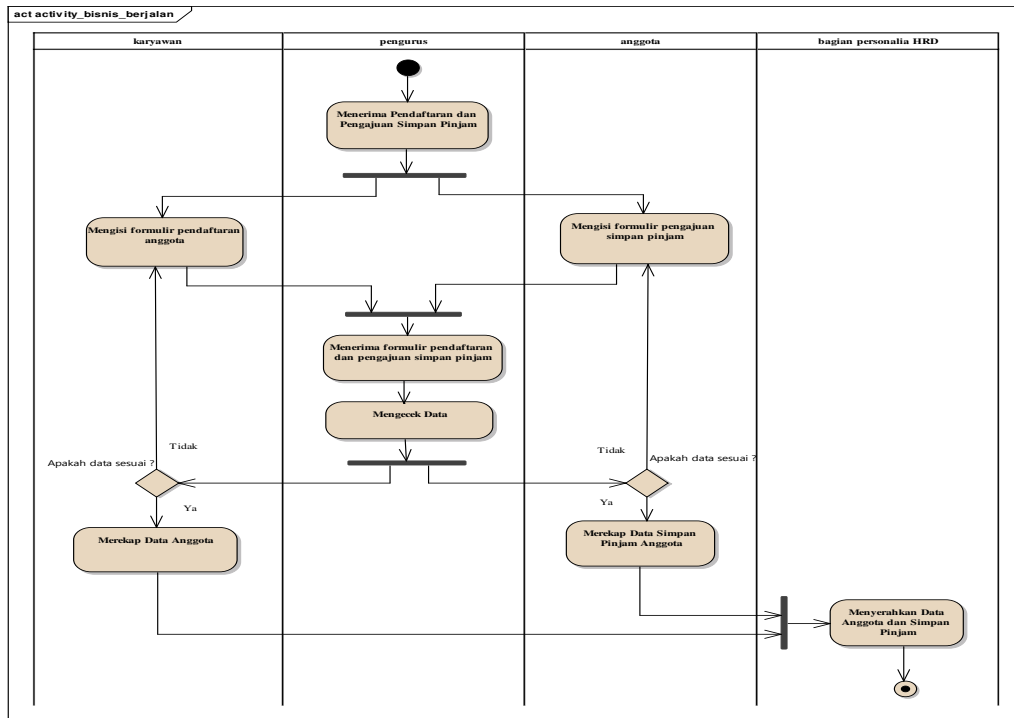 act activity_bisnis_berjalan
karyawan
pengurus
anggota
bagian personalia HRD
Menerima Pendaftaran dan
Pengajuan Simpan Pinjam
Mengisi formulir pendaftaran
anggota
Mengisi formulir pengajuan
simpan pinjam
Menerima formulir pendaftaran
dan pengajuan simpan pinjam
Mengecek Data
Tidak
Apakah data sesuai ?
Ya
Tidak
Apakah data sesuai ?
Ya
Merekap Data Anggota
Merekap Data Simpan
Pinjam Anggota
Menyerahkan Data
Anggota dan Simpan
Pinjam